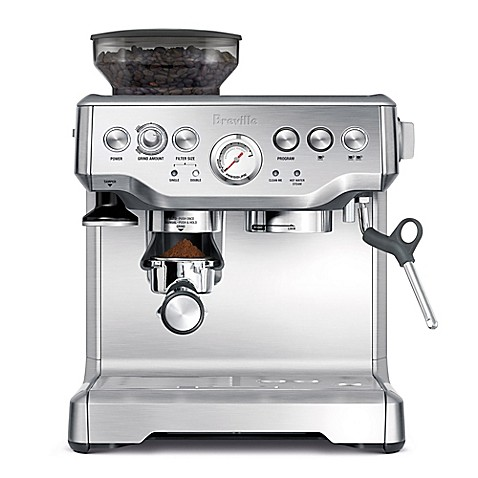 Breville
POWER
GRIND AMOUNT
FILTER SIZE
PROGRAM
SINGLE
DOUBLE
CLEAN ME
HOT WATER
STEAM
TAMPER